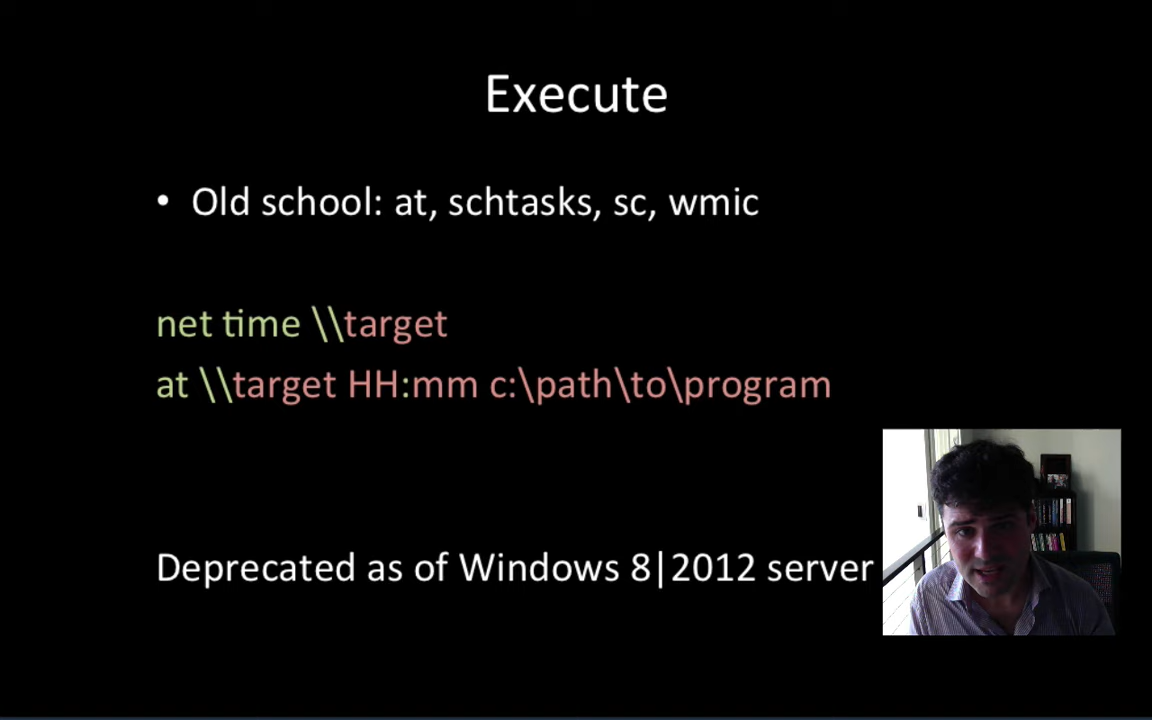 Execute
• Old school: at, schtasks, sc, wmic
net time \\target
at \\target HH:mm c:\path\to\program
Deprecated as of Windows 8|2012 server